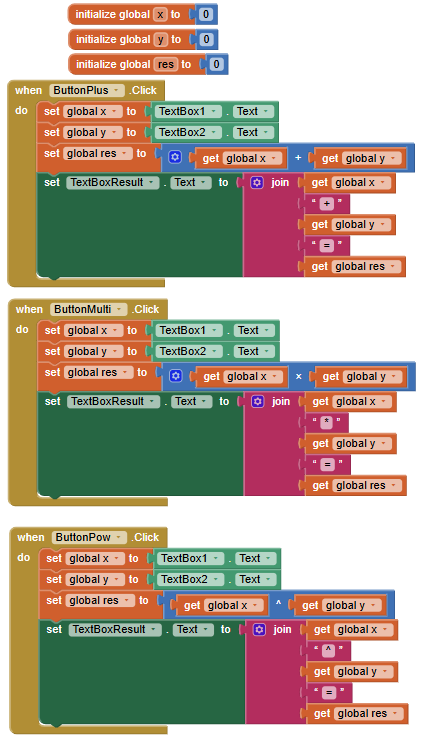 initialize global x to 0
initialize global y to 0
initialize global res to 0
when ButtonPlus .Click
do set global x to TextBox1 . Text
set global y to TextBox2 . Text
set global res to get global x + get global y
set TextBoxResult . Text to join get global x
" + "
get global y
" = "
get global res
when ButtonMulti .Click
do set global x to TextBox1 . Text
set global y to TextBox2 . Text
set global res to get global x x get global y
set TextBoxResult . Text to join get global x
" * "
get global y
" = "
get global res
when ButtonPow .Click
do set global x to TextBox1 . Text
set global y to TextBox2 . Text
set global res to get global x ^ get global y
set TextBoxResult . Text to join get global x
" ^ "
get global y
" = "
get global res